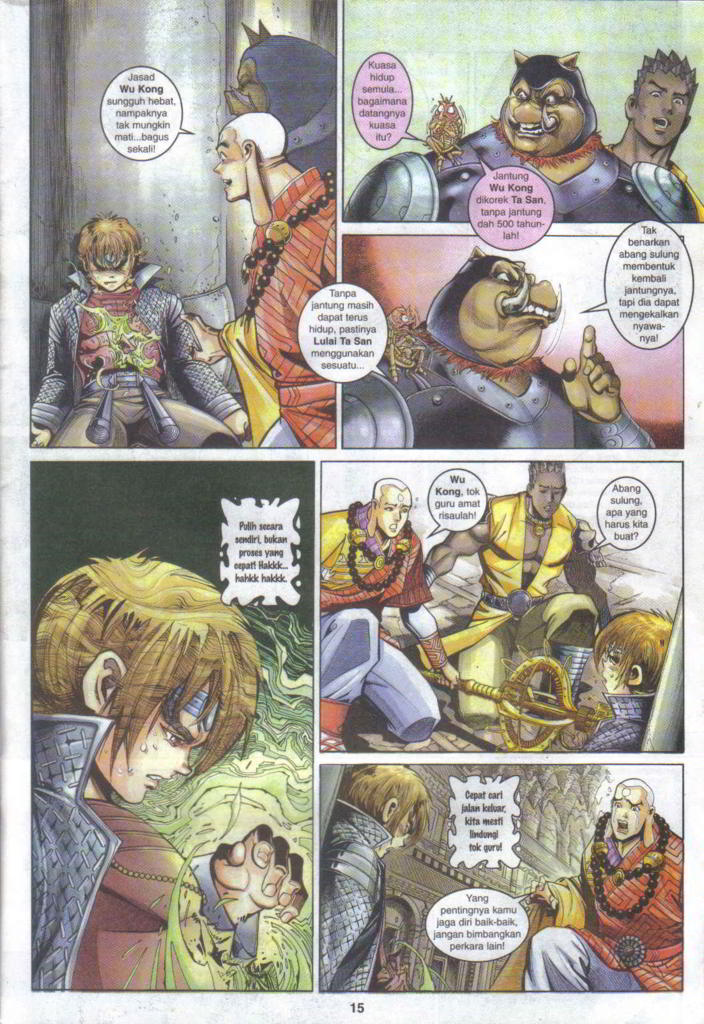 Jasad
Wu Kong
sungguh hebat,
nampaknya
tak mungkin
mati...bagus
sekali!
Kuasa
hidup
semula...
bagaimana
datangnya
kuasa
itu?
Jantung
Wu Kong
dikorek Ta San,
tanpa jantung
dah 500 tahun-
lah!
Tanpa
jantung masih
dapat terus
hidup, pastinya
Lulai Ta San
menggunakan
sesuatu...
Tak
benarkan
abang sulung
membentuk
kembali
jantungnya,
tapi dia dapat
mengekalkan
nyawa-
nya!
Pulih secara
sendiri, bukan
proses yang
cepat! Hakkk...
hahkk hakkk.
Wu
Kong, tok
guru amat
risaulah!
Abang
sulung,
apa yang
harus kita
buat?
Cepat cari
jalan keluar,
kita mesti
lindungi
tok guru!
Yang
pentingnya kamu
jaga diri baik-baik,
jangan bimbangkan
perkara lain!
15